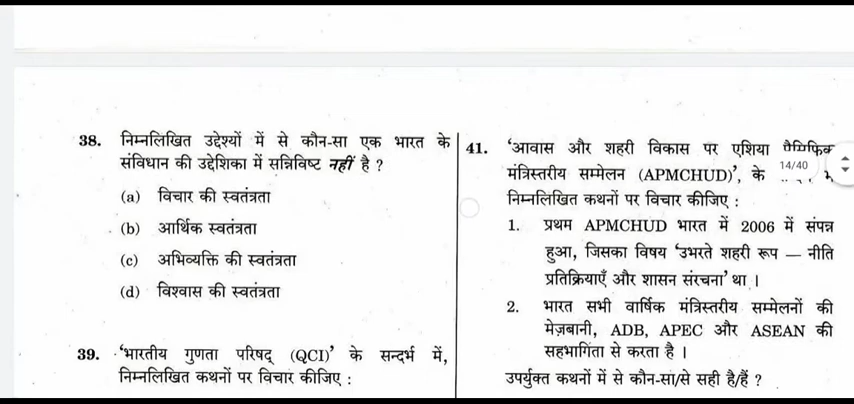 38. निम्नलिखित उद्देश्यों में से कौन-सा एक भारत के
संविधान की उद्देशिका में सन्निविष्ट नहीं है ?
(a) विचार की स्वतंत्रता
(b) आर्थिक स्वतंत्रता
(c) अभिव्यक्ति की स्वतंत्रता
(d) विश्वास की स्वतंत्रता
39. ‘भारतीय गुणता परिषद् (QCI)’ के सन्दर्भ में,
निम्नलिखित कथनों पर विचार कीजिए :
41. ‘आवास और शहरी विकास पर एशिया पैसिफिक
मंत्रिस्तरीय सम्मेलन (APMCHUD)’, के
14/40
निम्नलिखित कथनों पर विचार कीजिए :
1. प्रथम APMCHUD भारत में 2006 में संपन्न
हुआ, जिसका विषय ‘उभरते शहरी रूप — नीति
प्रतिक्रियाएँ और शासन संरचना’ था ।
2. भारत सभी वार्षिक मंत्रिस्तरीय सम्मेलनों की
मेज़बानी, ADB, APEC और ASEAN की
सहभागिता से करता है ।
उपर्युक्त कथनों में से कौन-सा/से सही है/हैं ?